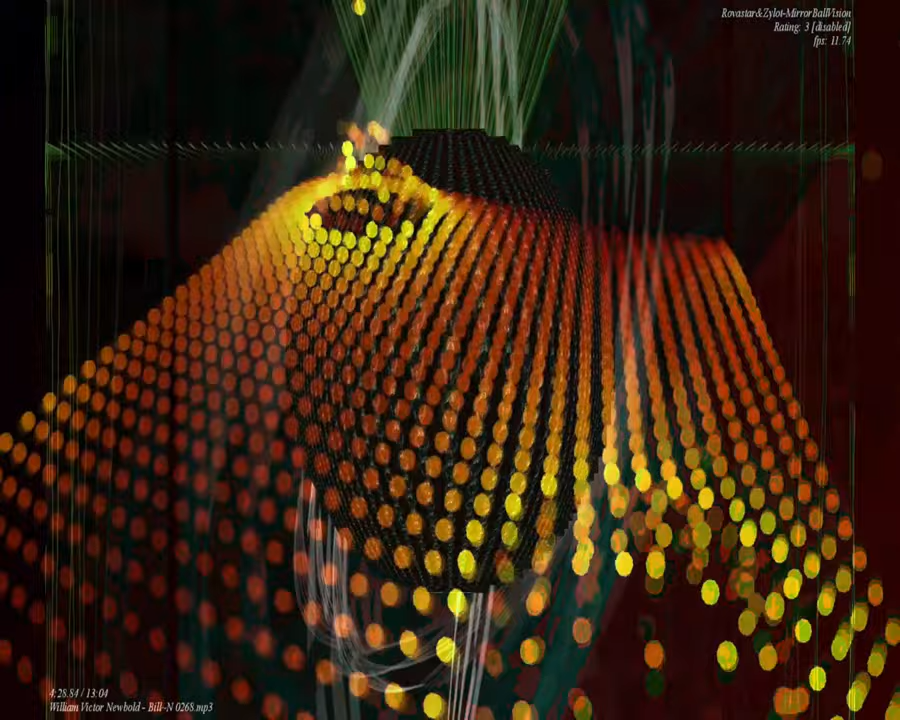 Rovastar&Zylot-MirrorBallVision
Rating: 3 [disabled]
fps: 11.74
4:28.84 / 13:04
William Victor Newbold - Bill~N 0268.mp3